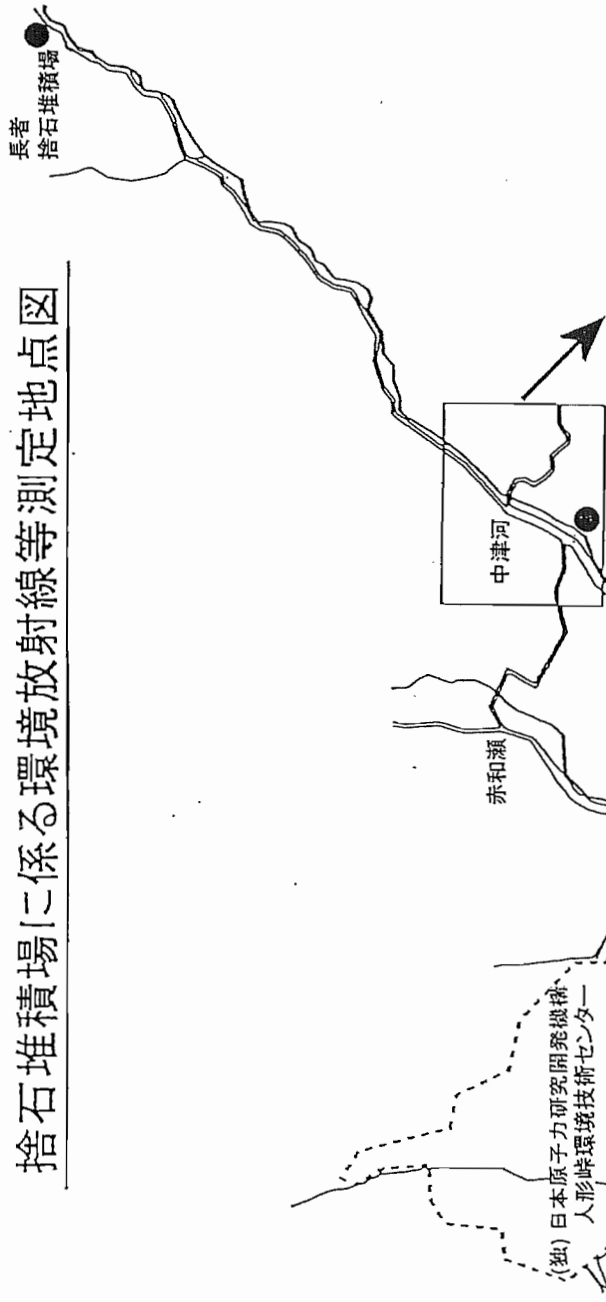 捨石堆積場に係る環境放射線等測定地点図
長者
捨石堆積場
中津河
赤和瀬
(独)日本原子力研究開発機構
人形峠環境技術センター